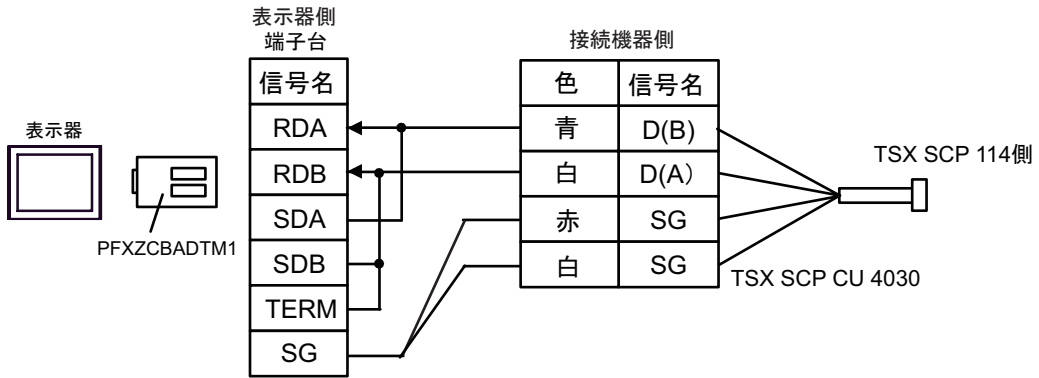 表示器側
端子台
接続機器側
信号名
色 信号名
RDA
青 D(B)
表示器
TSX SCP 114側
RDB
白 D(A)
SDA
赤 SG
PFXZCBADTM1
SDB
白 SG
TSX SCP CU 4030
TERM
SG